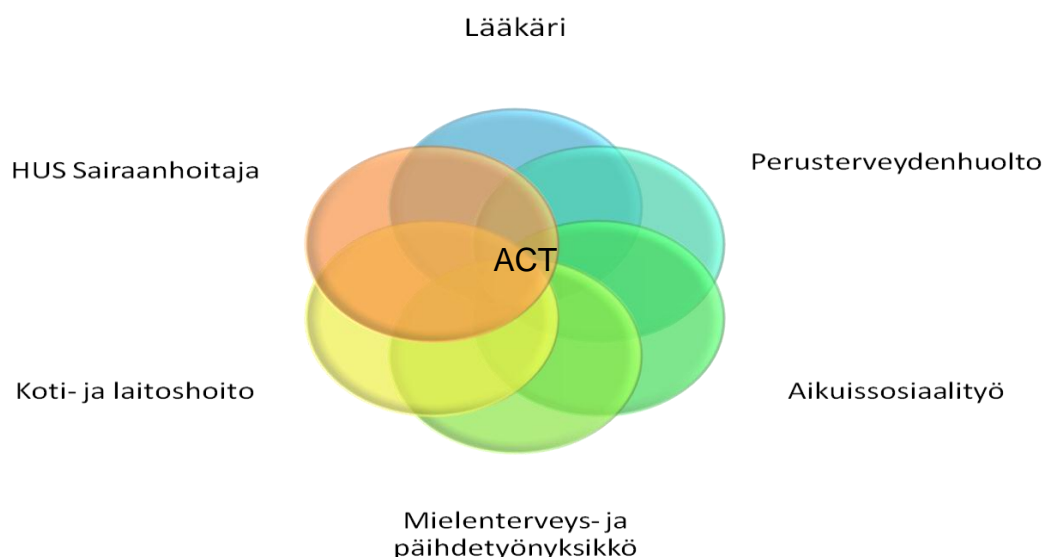 Lääkäri
HUS Sairaanhoitaja
Perusterveydenhuolto
ACT
Koti- ja laitoshoito
Aikuissosiaalityö
Mielenterveys- ja
päihdetyönyksikkö